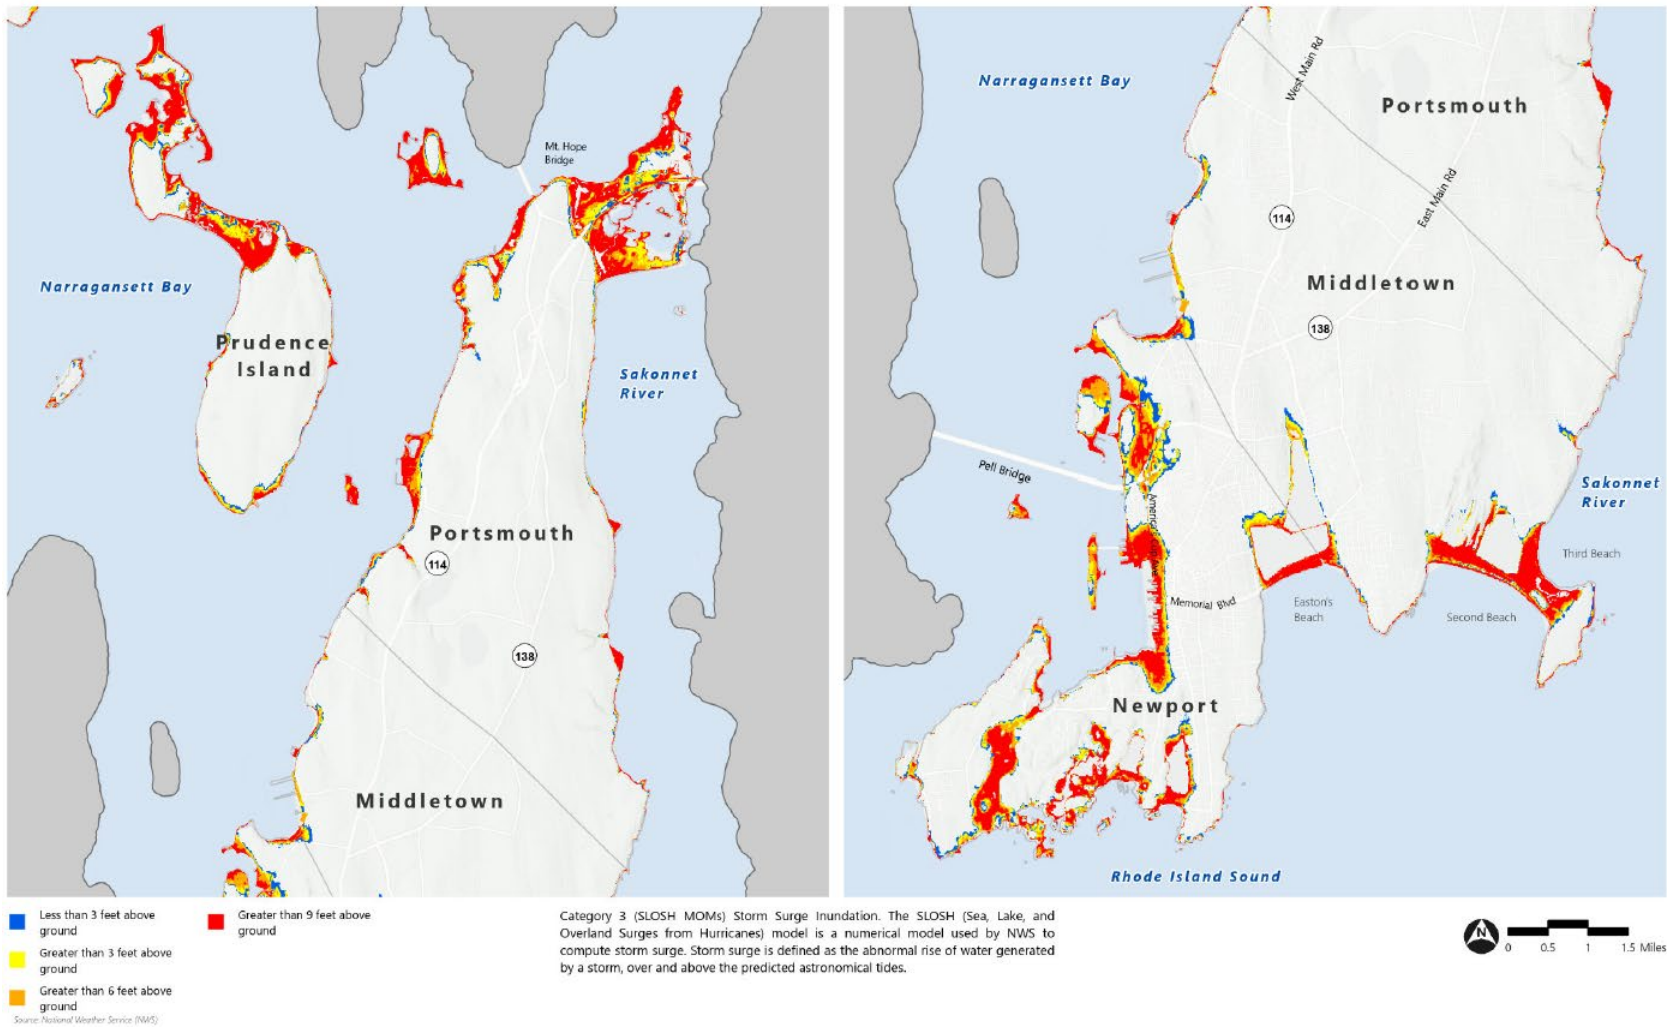 Mt. Hope
Bridge
Narragansett Bay
Prudence
Island
Sakonnet
River
Portsmouth
114
138
Middletown
Narragansett Bay
West Main Rd
Portsmouth
East Main Rd
114
Middletown
138
Pell Bridge
Sakonnet
River
Third Beach
Memorial Blvd
Easton's
Beach
Second Beach
Newport
Rhode Island Sound
Less than 3 feet above
ground
Greater than 3 feet above
ground
Greater than 6 feet above
ground
Greater than 9 feet above
ground
Source: National Weather Service (NWS)
Category 3 (SLOSH MOMs) Storm Surge Inundation. The SLOSH (Sea, Lake, and
Overland Surges from Hurricanes) model is a numerical model used by NWS to
compute storm surge. Storm surge is defined as the abnormal rise of water generated
by a storm, over and above the predicted astronomical tides.
N
0 0.5 1 1.5 Miles